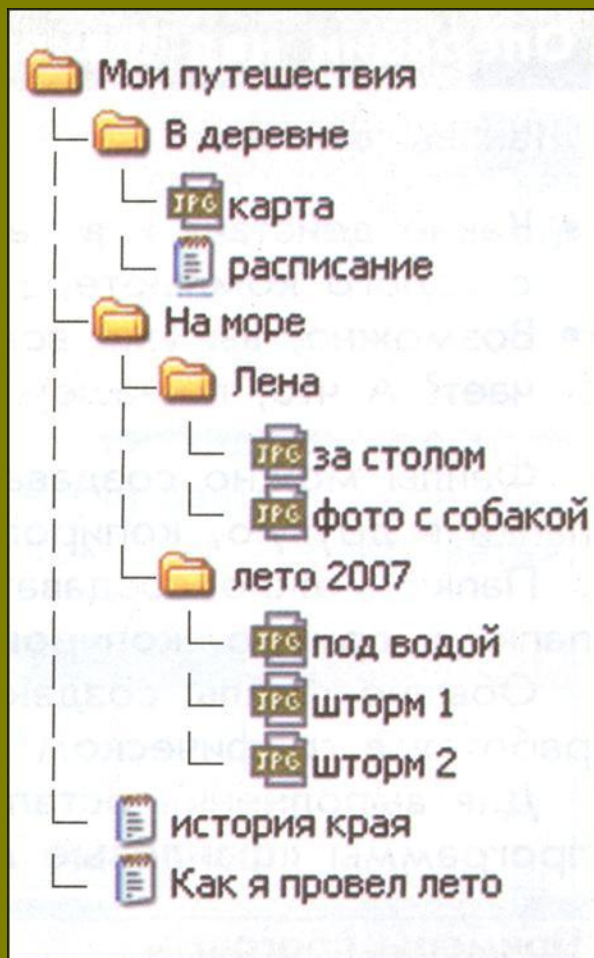 Мои путешествия
В деревне
JPG карта
расписание
На море
Лена
JPG за столом
JPG фото с собакой
лето 2007
JPG под водой
JPG шторм 1
JPG шторм 2
история края
Как я провел лето